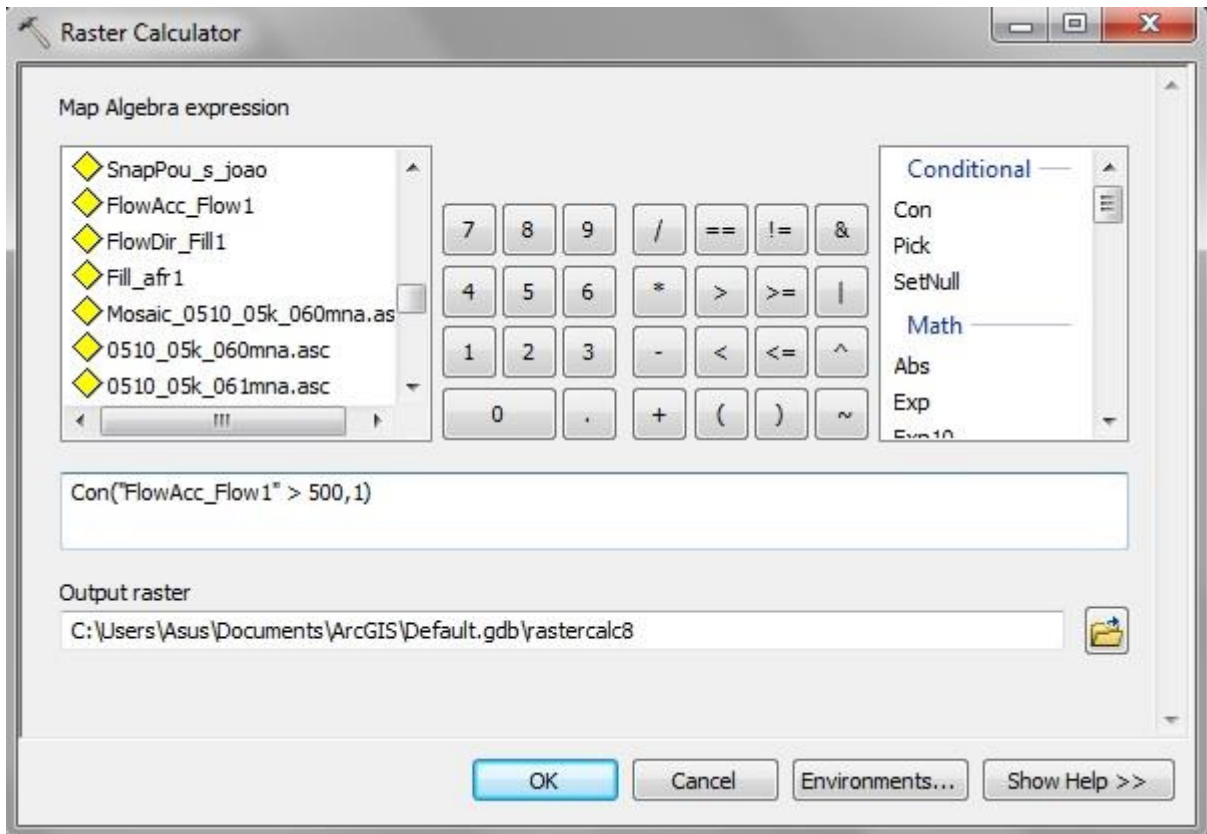 Raster Calculator
Map Algebra expression
SnapPou_s_joao
FlowAcc_Flow1
FlowDir_Fill1
Fill_afr1
Mosaic_0510_05k_060mna.as
0510_05k_060mna.asc
0510_05k_061mna.asc
7 8 9 / == != &
4 5 6 * > >= |
1 2 3 - < <= ^
0 . + ( ) ~
Conditional
Con
Pick
SetNull
Math
Abs
Exp
Exp10
Con("FlowAcc_Flow1" > 500,1)
Output raster
C:\Users\Asus\Documents\ArcGIS\Default.gdb\rastercalc8
OK Cancel Environments... Show Help >>